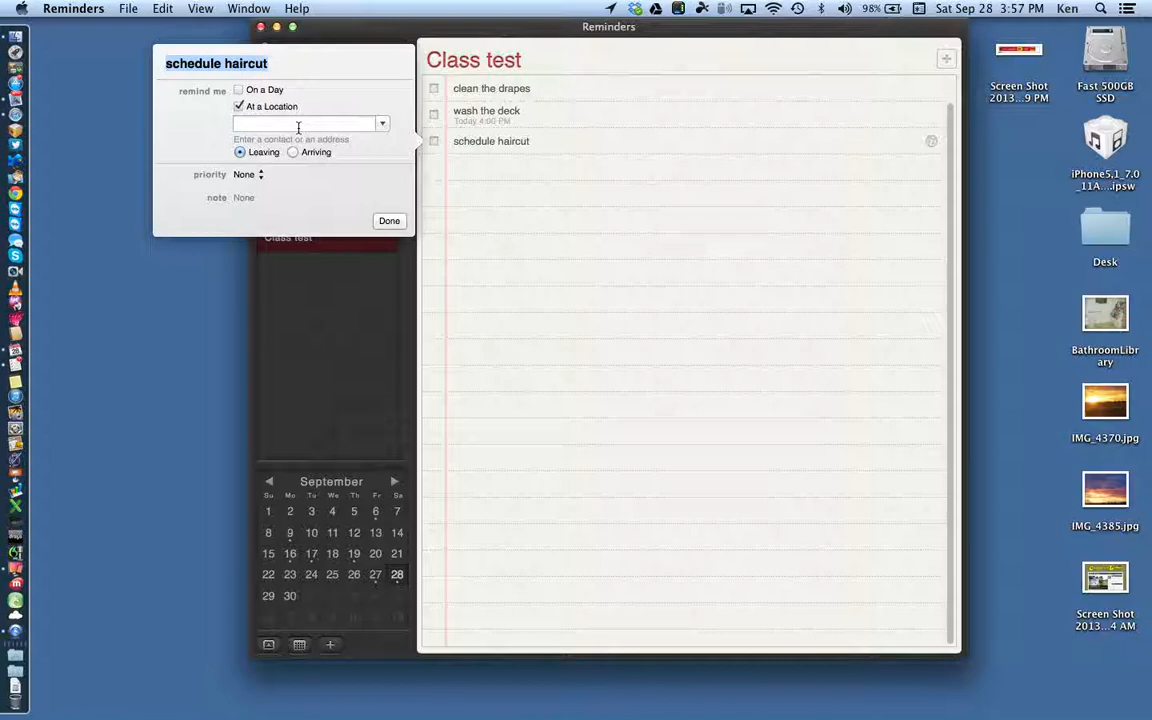 Reminders File Edit View Window Help 98% Sat Sep 28 3:57 PM Ken
Reminders
schedule haircut
remind me On a Day
At a Location
Enter a contact or an address
Leaving Arriving
priority None
note None
Done
Class test
Class test
clean the drapes
wash the deck
Today 4:00 PM
schedule haircut
September
Su Mo Tu We Th Fr Sa
1 2 3 4 5 6 7
8 9 10 11 12 13 14
15 16 17 18 19 20 21
22 23 24 25 26 27 28
29 30
Screen Shot
2013...9 PM
Fast 500GB
SSD
iPhone5,1_7.0
_11A....ipsw
Desk
BathroomLibr
ary
IMG_4370.jpg
IMG_4385.jpg
Screen Shot
2013...4 AM